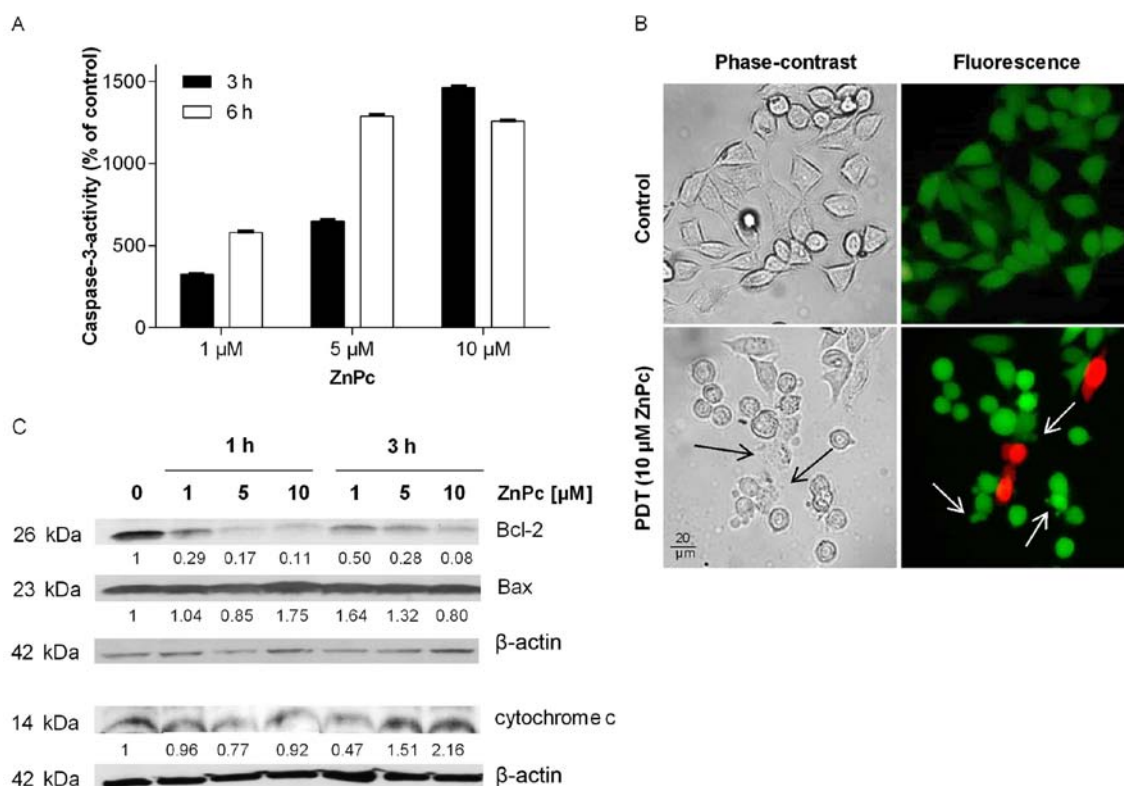 A
Caspase-3-activity (% of control)
1500
1000
500
0
3 h
6 h
1 µM 5 µM 10 µM
ZnPc
B
Phase-contrast Fluorescence
Control
PDT (10 µM ZnPc)
20
µm
C
1 h 3 h
0 1 5 10 1 5 10 ZnPc [µM]
26 kDa Bcl-2
1 0.29 0.17 0.11 0.50 0.28 0.08
23 kDa Bax
1 1.04 0.85 1.75 1.64 1.32 0.80
42 kDa β-actin
14 kDa cytochrome c
1 0.96 0.77 0.92 0.47 1.51 2.16
42 kDa β-actin